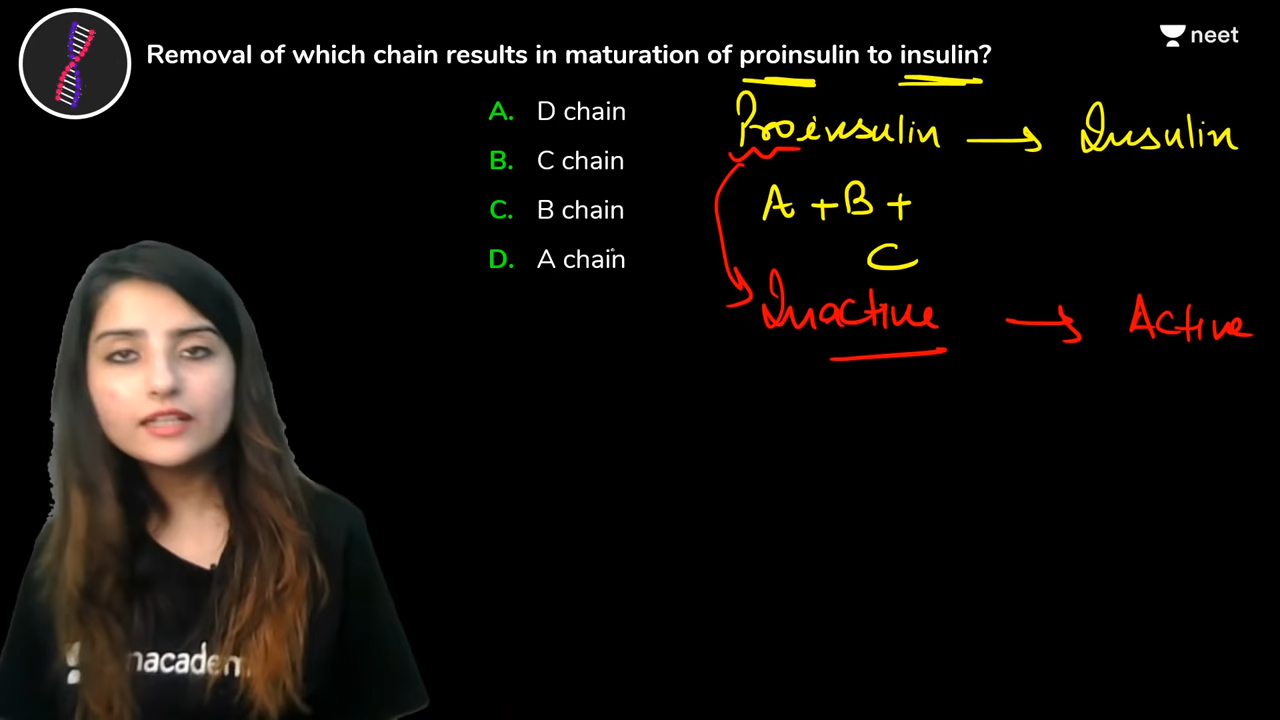 neet
Removal of which chain results in maturation of proinsulin to insulin?
A. D chain
B. C chain
C. B chain
D. A chain
Proinsulin → Insulin
A + B +
C
Inactive → Active
nacadem